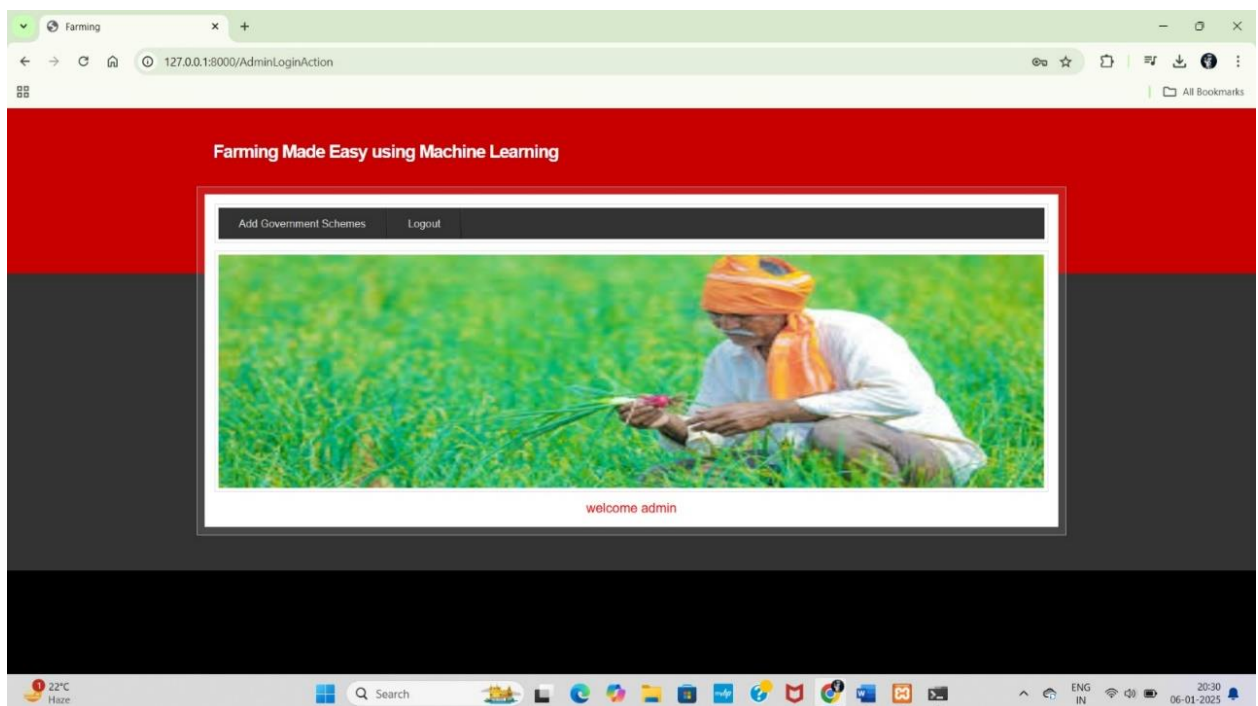 Farming
127.0.0.1:8000/AdminLoginAction
All Bookmarks
Farming Made Easy using Machine Learning
Add Government Schemes Logout
welcome admin
1 22°C
Haze
Search
ENG
IN
20:30
06-01-2025